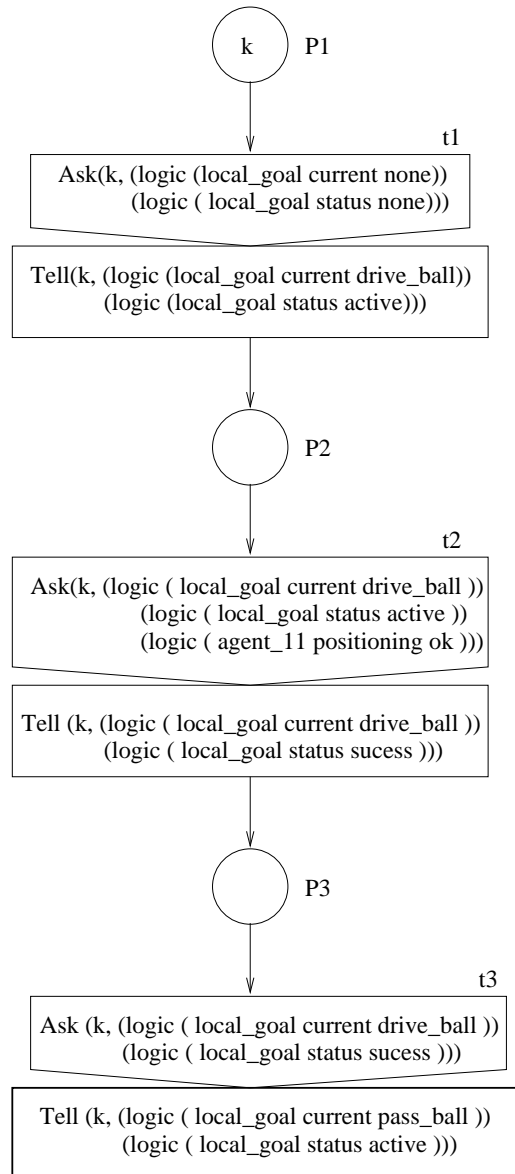 k
P1
t1
Ask(k, (logic (local_goal current none))
(logic ( local_goal status none)))
Tell(k, (logic (local_goal current drive_ball))
(logic (local_goal status active)))
P2
t2
Ask(k, (logic ( local_goal current drive_ball ))
(logic ( local_goal status active ))
(logic ( agent_11 positioning ok )))
Tell (k, (logic ( local_goal current drive_ball ))
(logic ( local_goal status sucess )))
P3
t3
Ask (k, (logic ( local_goal current drive_ball ))
(logic ( local_goal status sucess )))
Tell (k, (logic ( local_goal current pass_ball ))
(logic ( local_goal status active )))